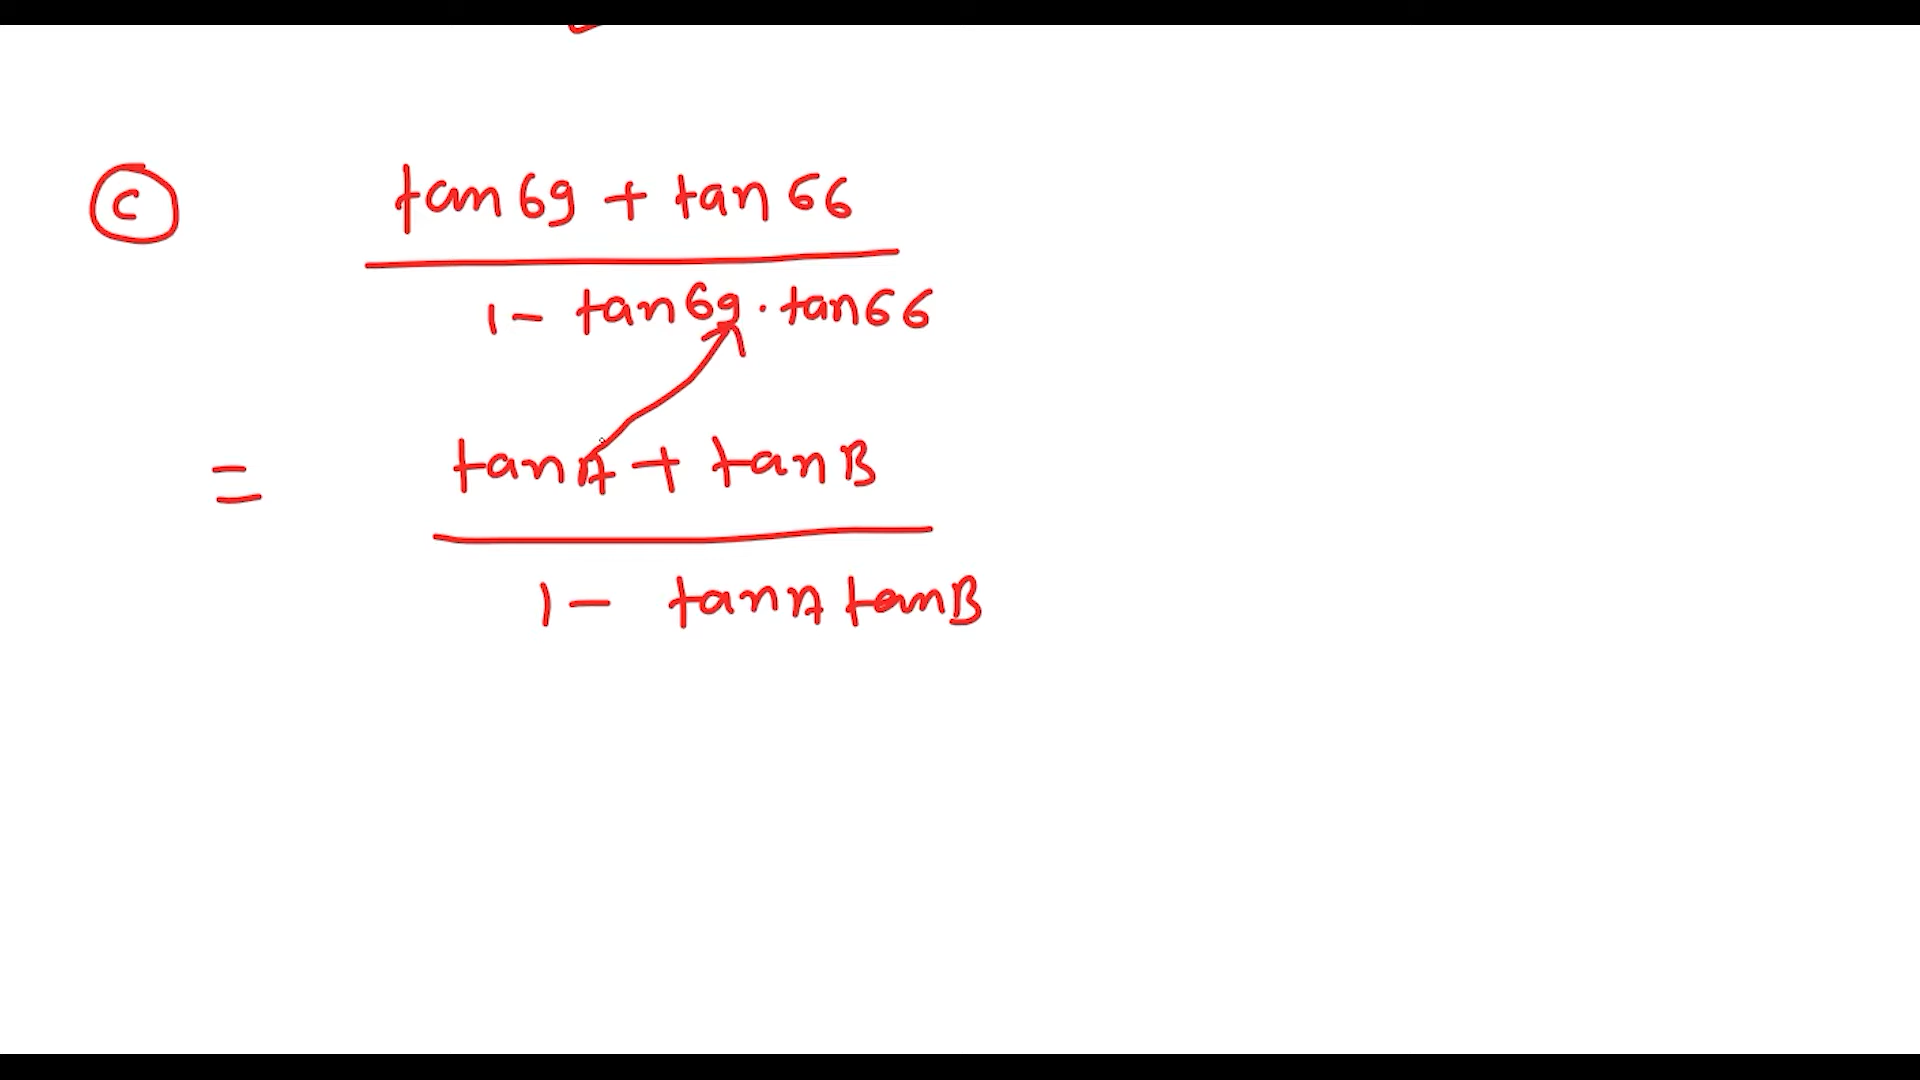 C
tan 69 + tan 66
1 - tan 69 . tan 66
= tan A + tan B
1 - tan A tan B